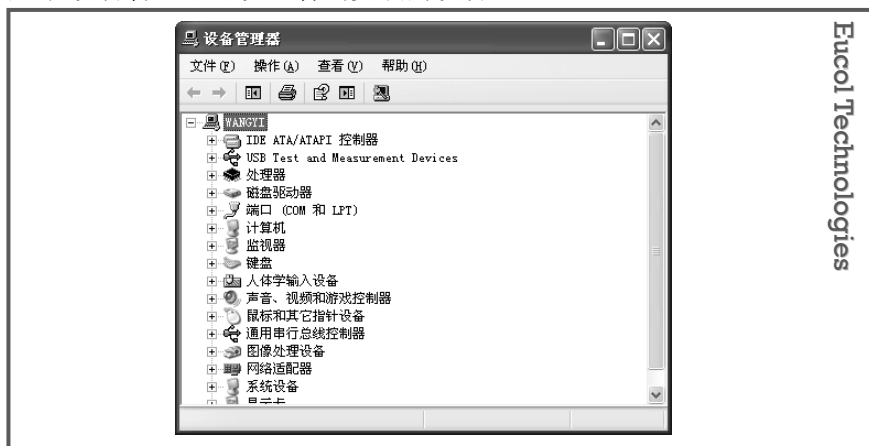 设备管理器
文件(F) 操作(A) 查看(V) 帮助(H)
WANGYI
IDE ATA/ATAPI 控制器
USB Test and Measurement Devices
处理器
磁盘驱动器
端口 (COM 和 LPT)
计算机
监视器
键盘
人体学输入设备
声音、视频和游戏控制器
鼠标和其它指针设备
通用串行总线控制器
图像处理设备
网络适配器
系统设备
显示卡
Eucol Technologies